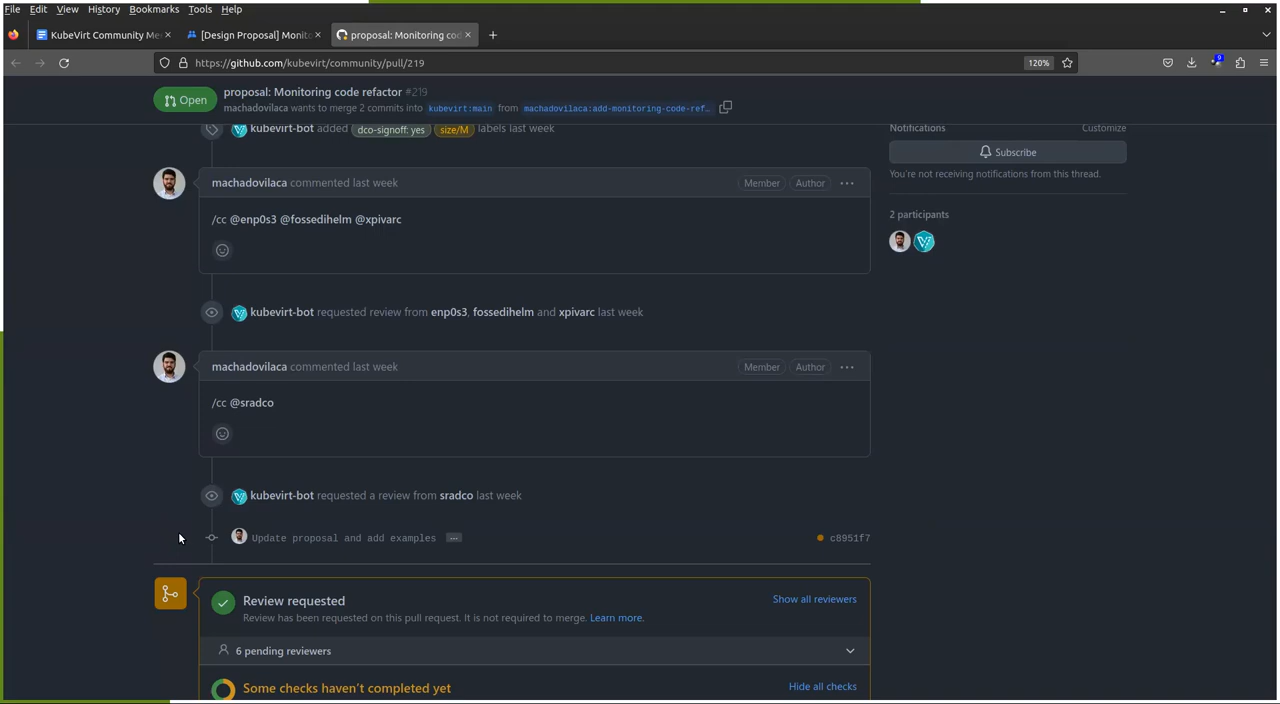 File Edit View History Bookmarks Tools Help
KubeVirt Community Me
[Design Proposal] Monito
proposal: Monitoring cod
https://github.com/kubevirt/community/pull/219
120%
9
Open
proposal: Monitoring code refactor #219
machadovilaca wants to merge 2 commits into kubevirt:main from machadovilaca:add-monitoring-code-ref…
kubevirt-bot added dco-signoff: yes size/M labels last week
Notifications
Customize
Subscribe
You're not receiving notifications from this thread.
machadovilaca commented last week
Member
Author
/cc @enp0s3 @fossedihelm @xpivarc
2 participants
kubevirt-bot requested review from enp0s3, fossedihelm and xpivarc last week
machadovilaca commented last week
Member
Author
/cc @sradco
kubevirt-bot requested a review from sradco last week
Update proposal and add examples …
c8951f7
Review requested
Show all reviewers
Review has been requested on this pull request. It is not required to merge. Learn more.
6 pending reviewers
Some checks haven't completed yet
Hide all checks